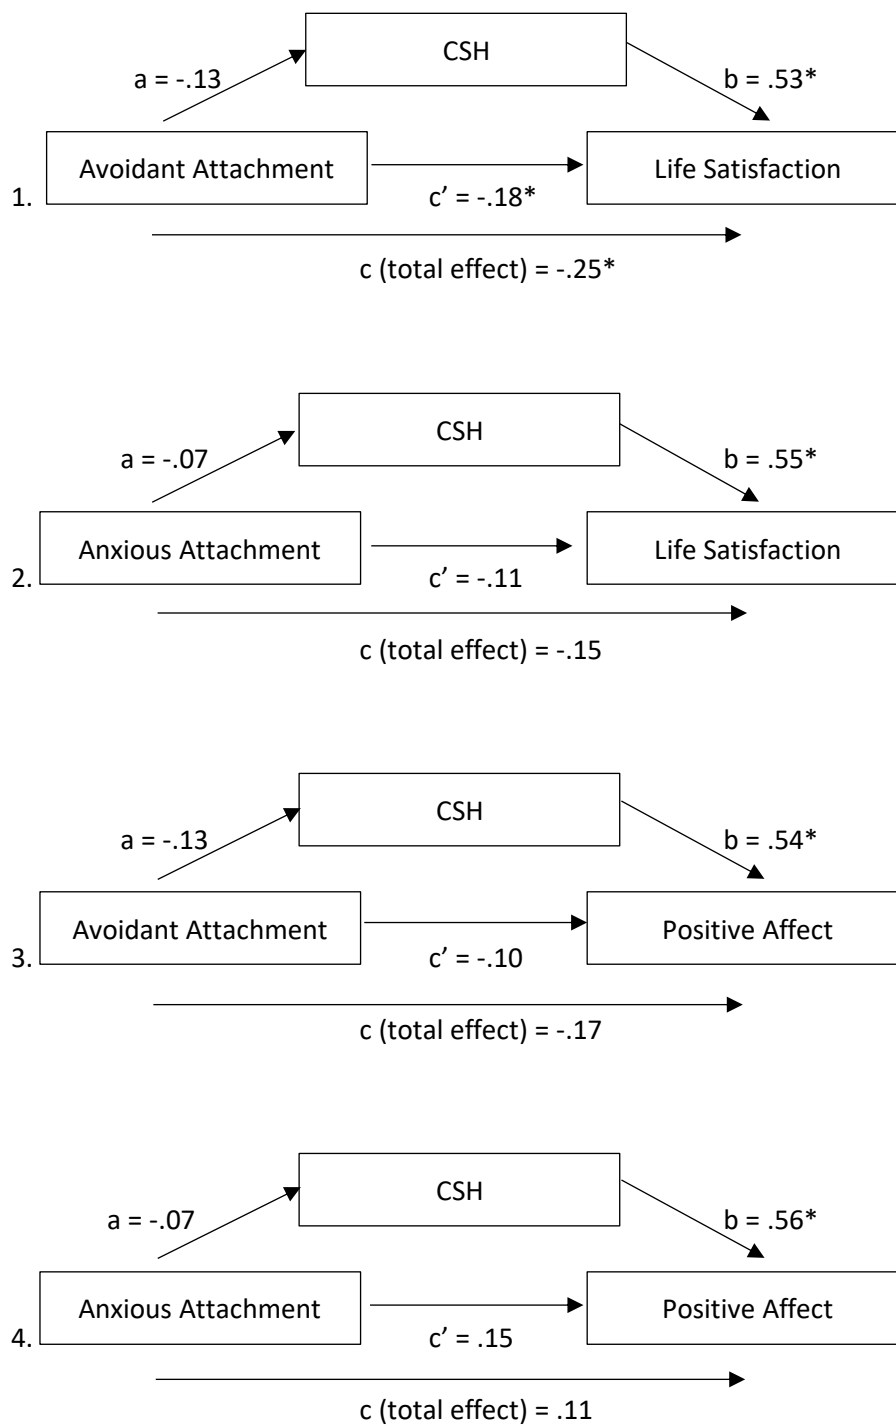 CSH
a = -.13
b = .53*
Avoidant Attachment
Life Satisfaction
1.
c’ = -.18*
c (total effect) = -.25*
CSH
a = -.07
b = .55*
Anxious Attachment
Life Satisfaction
2.
c’ = -.11
c (total effect) = -.15
CSH
a = -.13
b = .54*
Avoidant Attachment
Positive Affect
3.
c’ = -.10
c (total effect) = -.17
CSH
a = -.07
b = .56*
Anxious Attachment
Positive Affect
4.
c’ = .15
c (total effect) = .11